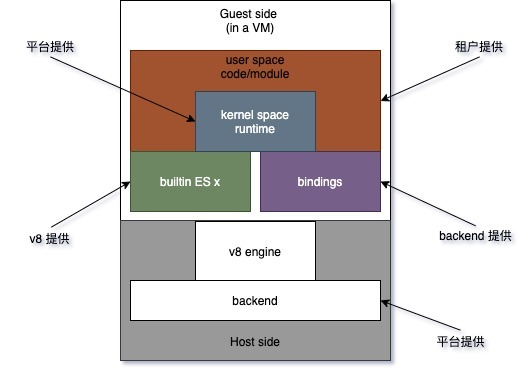 Guest side
(in a VM)
平台提供
租户提供
user space
code/module
kernel space
runtime
builtin ES x
bindings
v8 提供
backend 提供
v8 engine
backend
Host side
平台提供